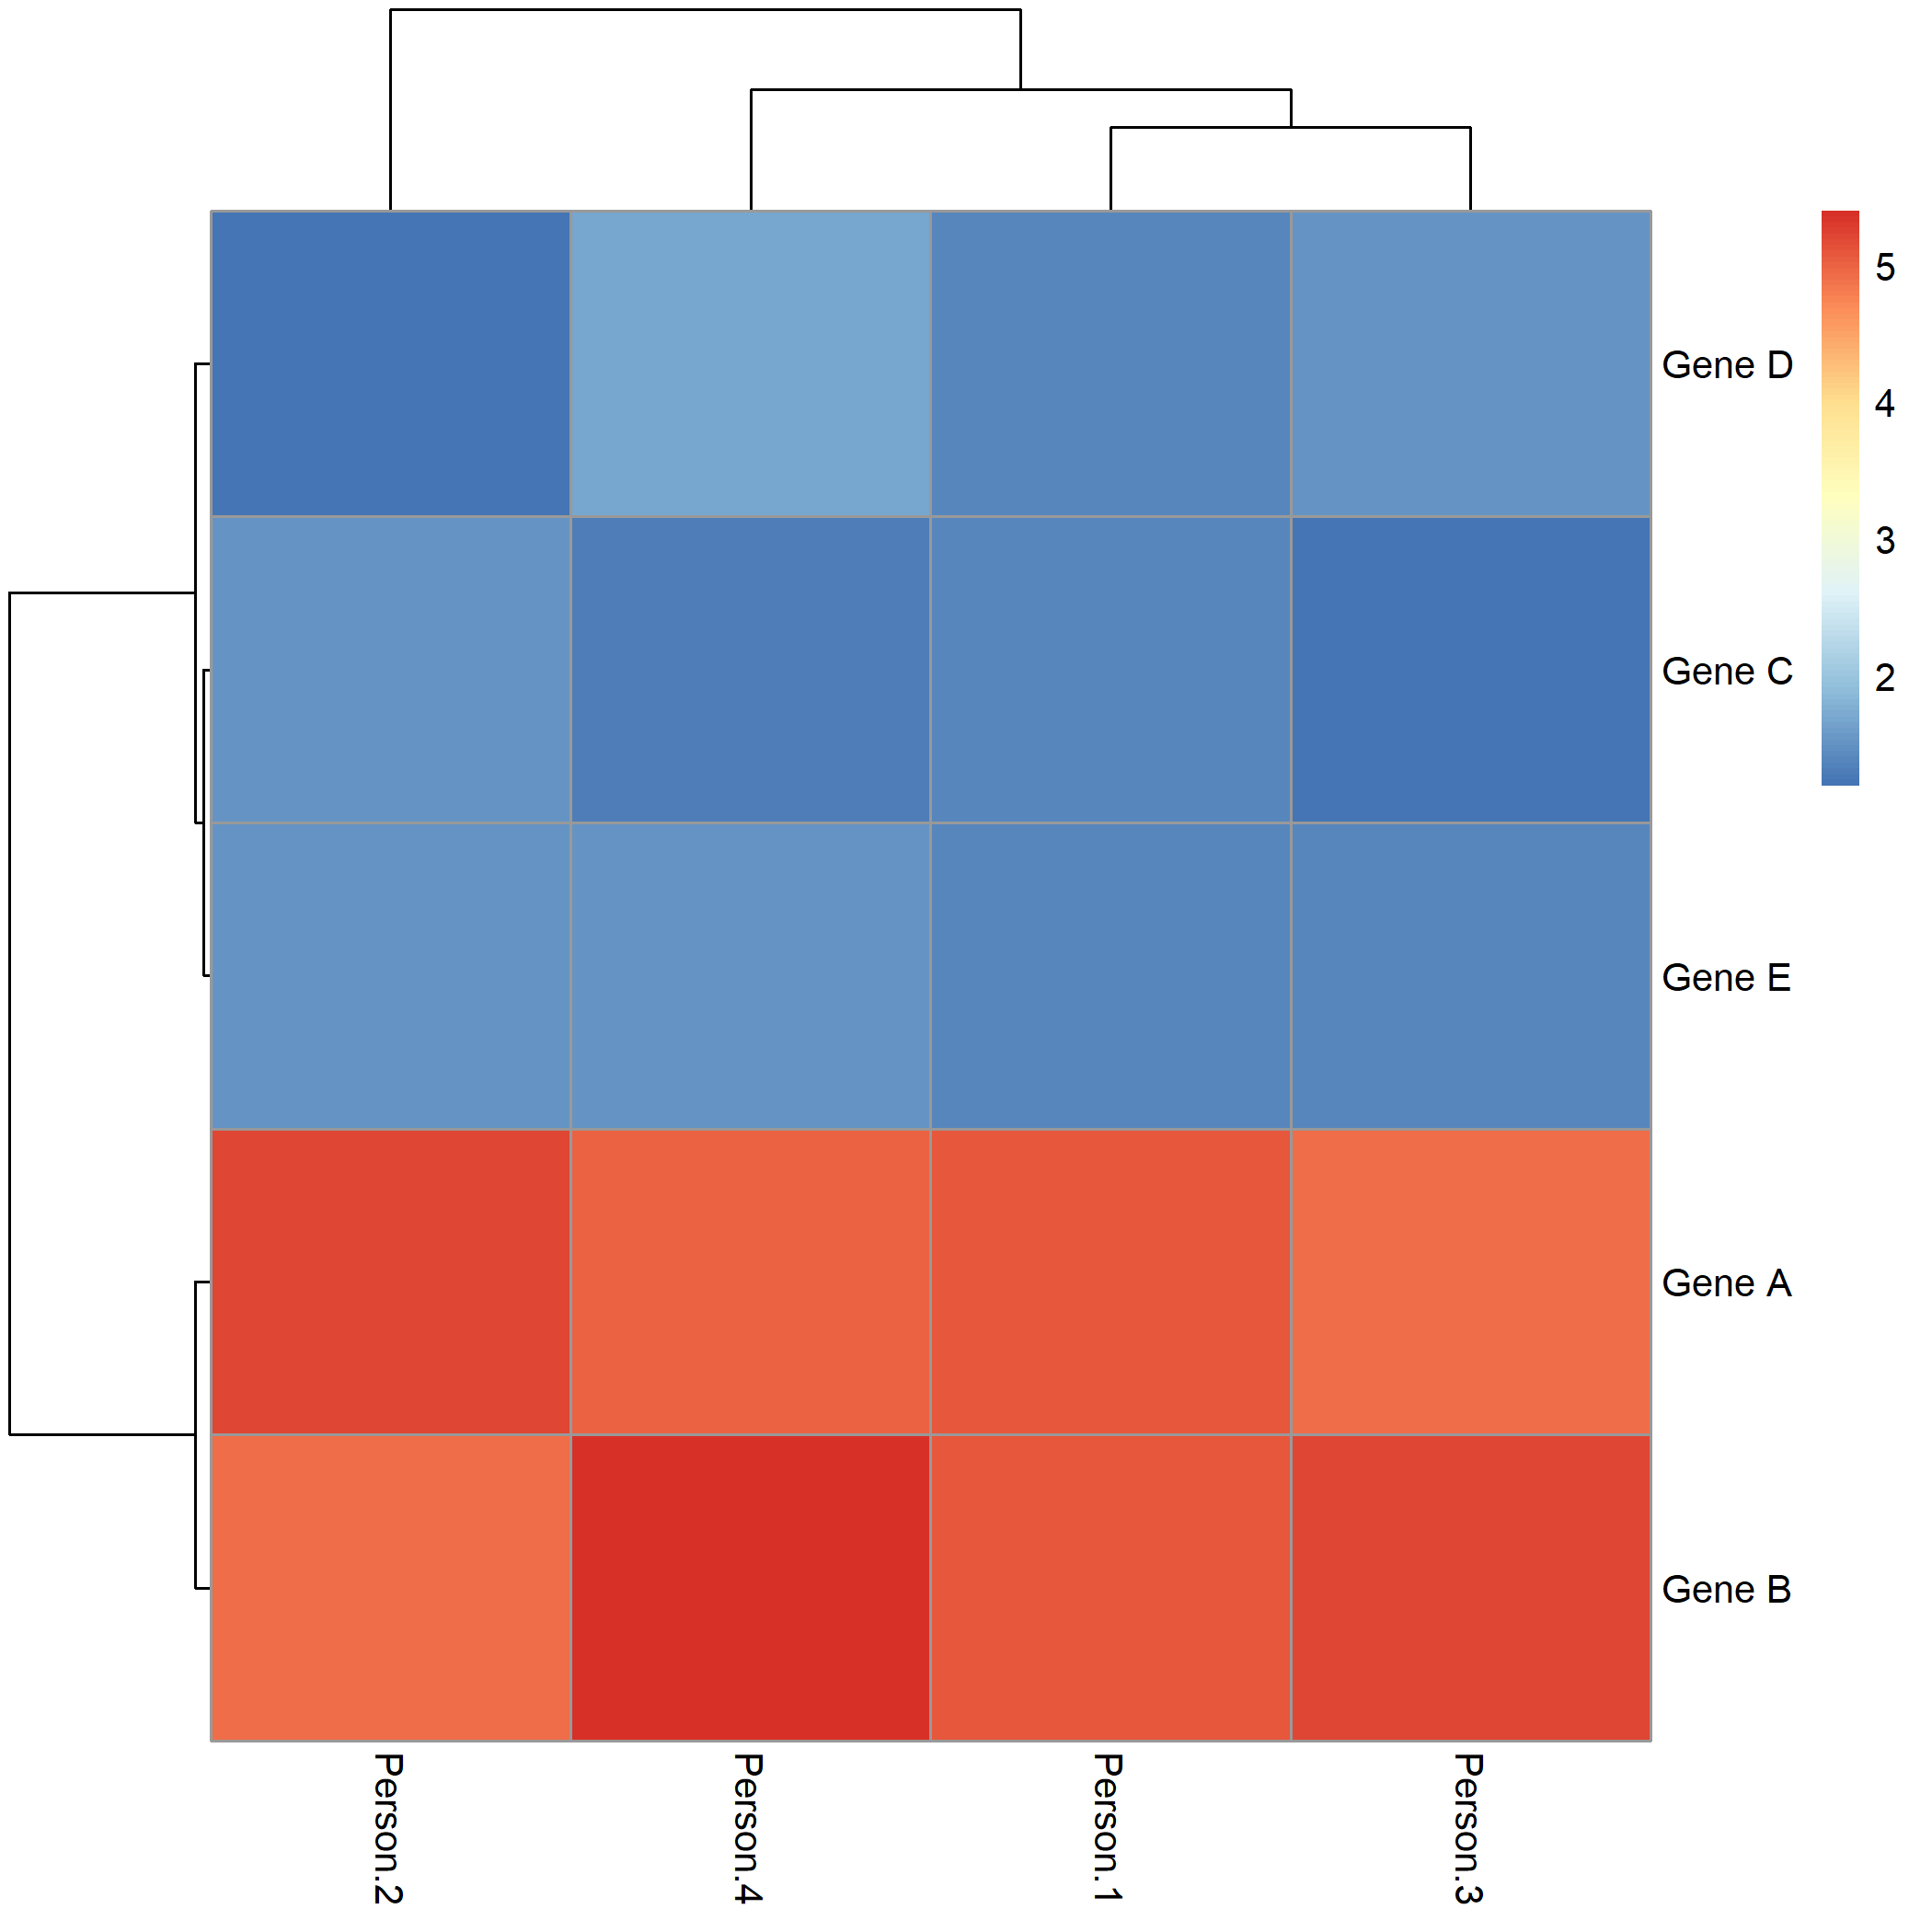 5
4
3
2
Gene D
Gene C
Gene E
Gene A
Gene B
Person.2
Person.4
Person.1
Person.3